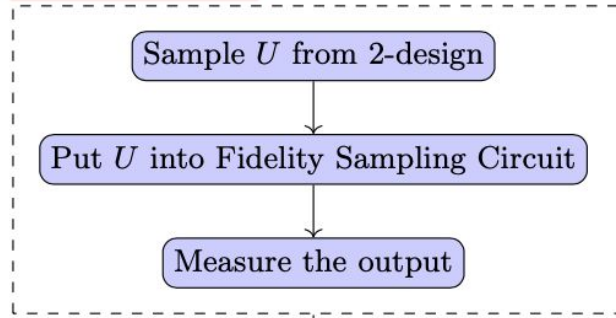 Sample U from 2-design
Put U into Fidelity Sampling Circuit
Measure the output